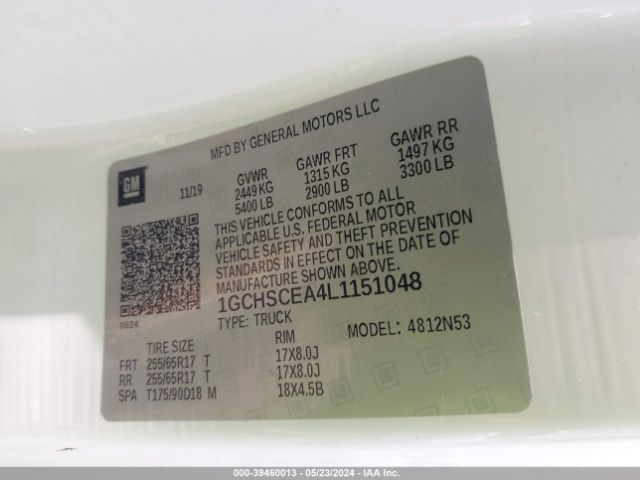 MFD BY GENERAL MOTORS LLC
GM
11/19 GVWR GAWR FRT GAWR RR
2449 KG 1315 KG 1497 KG
5400 LB 2900 LB 3300 LB
THIS VEHICLE CONFORMS TO ALL
APPLICABLE U.S. FEDERAL MOTOR
VEHICLE SAFETY AND THEFT PREVENTION
STANDARDS IN EFFECT ON THE DATE OF
MANUFACTURE SHOWN ABOVE.
8624
1GCHSCEA4L1151048
TYPE: TRUCK MODEL: 4812N53
TIRE SIZE RIM
FRT 255/65R17 T 17X8.0J
RR 255/65R17 T 17X8.0J
SPA T175/90D18 M 18X4.5B
000-39460013 - 05/23/2024 - IAA Inc.